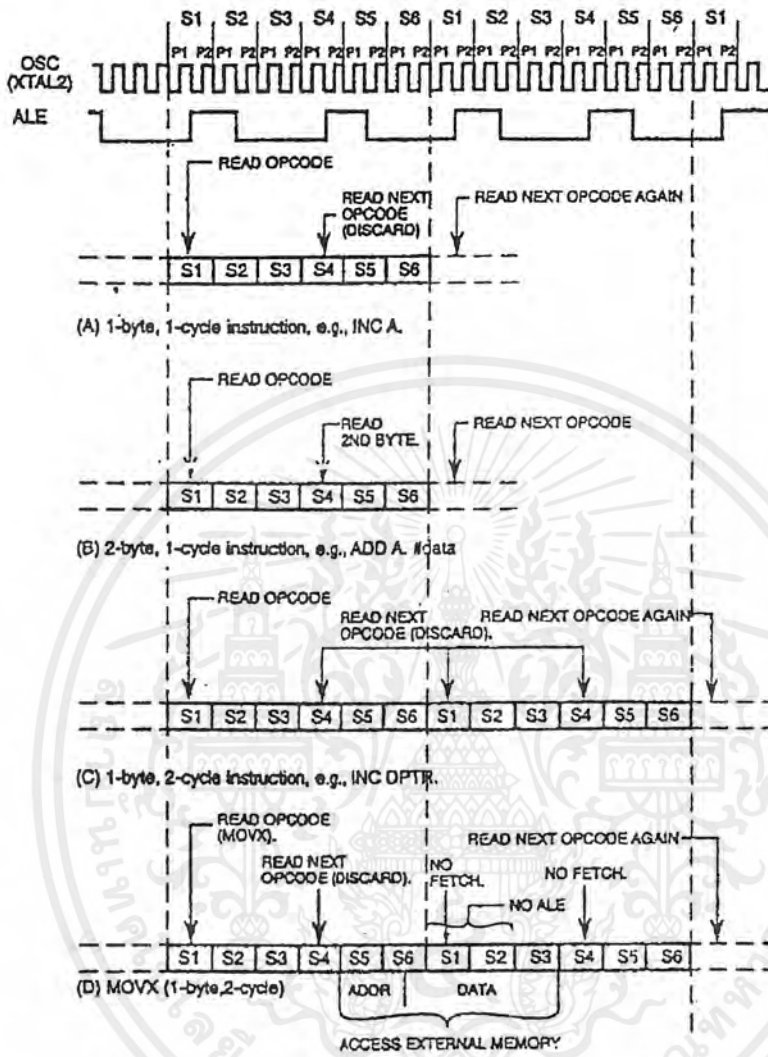 S1 S2 S3 S4 S5 S6 S1 S2 S3 S4 S5 S6 S1
P1 P2 P1 P2 P1 P2 P1 P2 P1 P2 P1 P2 P1 P2 P1 P2 P1 P2 P1 P2 P1 P2 P1 P2 P1 P2
OSC
(XTAL2)
ALE
READ OPCODE
READ NEXT
OPCODE
(DISCARD)
READ NEXT OPCODE AGAIN
S1 S2 S3 S4 S5 S6
(A) 1-byte, 1-cycle instruction, e.g., INC A.
READ OPCODE
READ
2ND BYTE.
READ NEXT OPCODE
S1 S2 S3 S4 S5 S6
(B) 2-byte, 1-cycle instruction, e.g., ADD A. #data
READ OPCODE
READ NEXT
OPCODE (DISCARD).
READ NEXT OPCODE AGAIN
S1 S2 S3 S4 S5 S6 S1 S2 S3 S4 S5 S6
(C) 1-byte, 2-cycle instruction, e.g., INC DPTR.
READ OPCODE
(MOVX).
READ NEXT
OPCODE (DISCARD).
NO
FETCH.
NO ALE
NO FETCH.
READ NEXT OPCODE AGAIN
S1 S2 S3 S4 S5 S6 S1 S2 S3 S4 S5 S6
(D) MOVX (1-byte,2-cycle)
ADDR
DATA
ACCESS EXTERNAL MEMORY